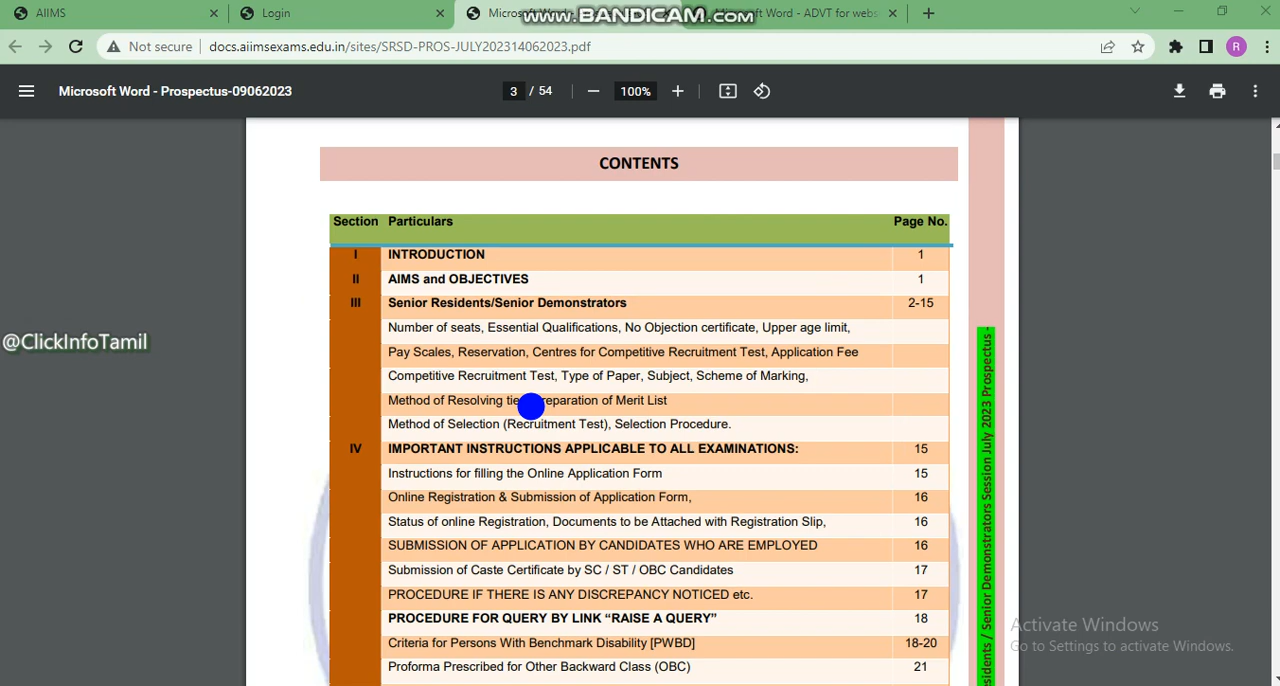 AIIMS
Login
Microsoft
Word - ADVT for webs
www.BANDICAM.com
Not secure
docs.aiimsexams.edu.in/sites/SRSD-PROS-JULY202314062023.pdf
R
Microsoft Word - Prospectus-09062023
3 / 54
100%
CONTENTS
Section Particulars Page No.
I INTRODUCTION 1
II AIMS and OBJECTIVES 1
III Senior Residents/Senior Demonstrators 2-15
Number of seats, Essential Qualifications, No Objection certificate, Upper age limit,
Pay Scales, Reservation, Centres for Competitive Recruitment Test, Application Fee
Competitive Recruitment Test, Type of Paper, Subject, Scheme of Marking,
Method of Resolving of Merit List
Method of Selection (Recruitment Test), Selection Procedure.
IV IMPORTANT INSTRUCTIONS APPLICABLE TO ALL EXAMINATIONS: 15
Instructions for filling the Online Application Form 15
Online Registration & Submission of Application Form, 16
Status of online Registration, Documents to be Attached with Registration Slip, 16
SUBMISSION OF APPLICATION BY CANDIDATES WHO ARE EMPLOYED 16
Submission of Caste Certificate by SC / ST / OBC Candidates 17
PROCEDURE IF THERE IS ANY DISCREPANCY NOTICED etc. 17
PROCEDURE FOR QUERY BY LINK “RAISE A QUERY” 18
Criteria for Persons With Benchmark Disability [PWBD] 18-20
Proforma Prescribed for Other Backward Class (OBC) 21
@ClickInfoTamil
/ Senior Demonstrators Session July 2023 Prospectus -
Activate Windows
Go to Settings to activate Windows.